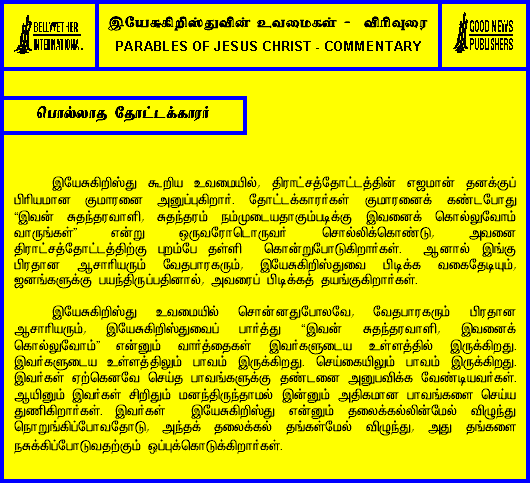 BELLWETHER
INTERNATIONAL
இயேசுகிறிஸ்துவின் உவமைகள் - விரிவுரை
PARABLES OF JESUS CHRIST - COMMENTARY
GOOD NEWS
PUBLISHERS
பொல்லாத தோட்டக்காரர்
இயேசுகிறிஸ்து கூறிய உவமையில், திராட்சத்தோட்டத்தின் எஜமான் தனக்குப்
பிரியமான குமாரனை அனுப்புகிறார். தோட்டக்காரர்கள் குமாரனைக் கண்டபோது
“இவன் சுதந்தரவாளி, சுதந்தரம் நம்முடையதாகும்படிக்கு இவனைக் கொல்லுவோம்
வாருங்கள்” என்று ஒருவரோடொருவர் சொல்லிக்கொண்டு, அவனை
திராட்சத்தோட்டத்திற்கு புறம்பே தள்ளி கொன்றுபோடுகிறார்கள். ஆனால் இங்கு
பிரதான ஆசாரியரும் வேதபாரகரும், இயேசுகிறிஸ்துவை பிடிக்க வகைதேடியும்,
ஜனங்களுக்கு பயந்திருப்பதினால், அவரைப் பிடிக்கத் தயங்குகிறார்கள்.
இயேசுகிறிஸ்து உவமையில் சொன்னதுபோலவே, வேதபாரகரும் பிரதான
ஆசாரியரும், இயேசுகிறிஸ்துவைப் பார்த்து “இவன் சுதந்தரவாளி, இவனைக்
கொல்லுவோம்” என்னும் வார்த்தைகள் இவர்களுடைய உள்ளத்தில் இருக்கிறது.
இவர்களுடைய உள்ளத்திலும் பாவம் இருக்கிறது. செய்கையிலும் பாவம் இருக்கிறது.
இவர்கள் ஏற்கெனவே செய்த பாவங்களுக்கு தண்டனை அனுபவிக்க வேண்டியவர்கள்.
ஆயினும் இவர்கள் சிறிதும் மனந்திருந்தாமல் இன்னும் அதிகமான பாவங்களை செய்ய
துணிகிறார்கள். இவர்கள் இயேசுகிறிஸ்து என்னும் தலைக்கல்லின்மேல் விழுந்து
நொறுங்கிப்போவதோடு, அந்தக் தலைக்கல் தங்கள்மேல் விழுந்து, அது தங்களை
நசுக்கிப்போடுவதற்கும் ஒப்புக்கொடுக்கிறார்கள்.